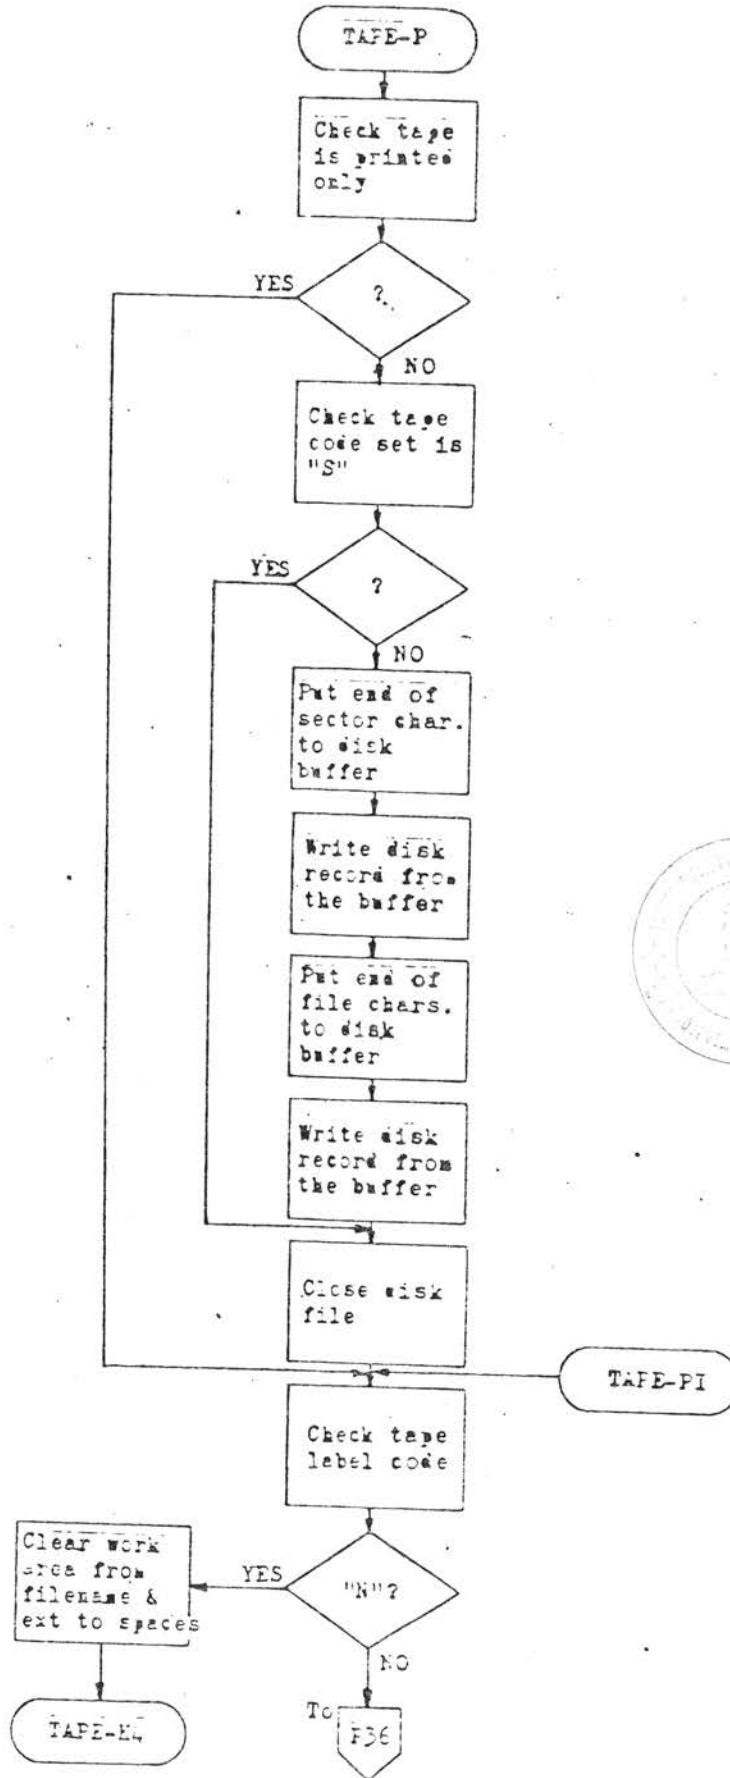 TAPE-P
Check tape
is printed
only
YES
?
NO
Check tape
code set is
"S"
YES
?
NO
Put end of
sector char.
to disk
buffer
Write disk
record from
the buffer
Put end of
file chars.
to disk
buffer
Write disk
record from
the buffer
Close disk
file
TAPE-PI
Check tape
label code
Clear work
area from
filename &
ext to spaces
YES
"N"?
NO
To
P36